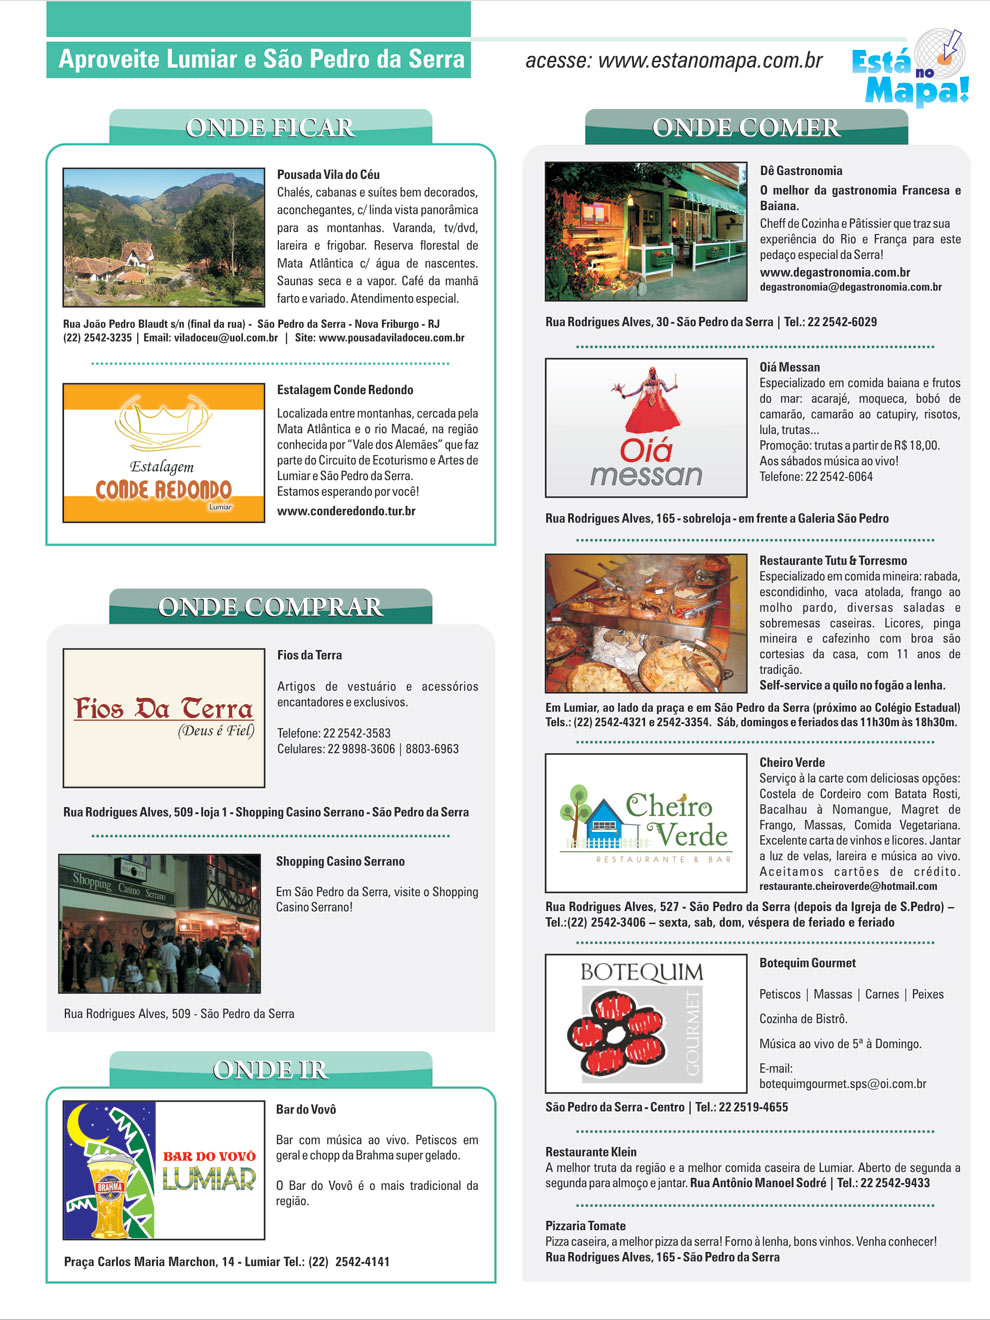 Aproveite Lumiar e São Pedro da Serra
acesse: www.estanomapa.com.br
Está
no
Mapa!
ONDE FICAR
Pousada Vila do Céu
Chalés, cabanas e suítes bem decorados,
aconchegantes, c/ linda vista panorâmica
para as montanhas. Varanda, tv/dvd,
lareira e frigobar. Reserva florestal de
Mata Atlântica c/ água de nascentes.
Saunas seca e a vapor. Café da manhã
farto e variado. Atendimento especial.
Rua João Pedro Blaudt s/n (final da rua) - São Pedro da Serra - Nova Friburgo - RJ
(22) 2542-3235 | Email: viladoceu@uol.com.br | Site: www.pousadaviladoceu.com.br
Estalagem
CONDE REDONDO
Lumiar
Estalagem Conde Redondo
Localizada entre montanhas, cercada pela
Mata Atlântica e o rio Macaé, na região
conhecida por “Vale dos Alemães” que faz
parte do Circuito de Ecoturismo e Artes de
Lumiar e São Pedro da Serra.
Estamos esperando por você!
www.conderedondo.tur.br
ONDE COMPRAR
Fios Da Terra
(Deus é Fiel)
Fios da Terra
Artigos de vestuário e acessórios
encantadores e exclusivos.
Telefone: 22 2542-3583
Celulares: 22 9898-3606 | 8803-6963
Rua Rodrigues Alves, 509 - loja 1 - Shopping Casino Serrano - São Pedro da Serra
Shopping Casino Serrano
Shopping Casino Serrano
Em São Pedro da Serra, visite o Shopping
Casino Serrano!
Rua Rodrigues Alves, 509 - São Pedro da Serra
ONDE IR
BAR DO VOVÔ
LUMIAR
BRAHMA
Bar do Vovô
Bar com música ao vivo. Petiscos em
geral e chopp da Brahma super gelado.
O Bar do Vovô é o mais tradicional da
região.
Praça Carlos Maria Marchon, 14 - Lumiar Tel.: (22) 2542-4141
ONDE COMER
Dê Gastronomia
O melhor da gastronomia Francesa e
Baiana.
Cheff de Cozinha e Pâtissier que traz sua
experiência do Rio e França para este
pedaço especial da Serra!
www.degastronomia.com.br
degastronomia@degastronomia.com.br
Rua Rodrigues Alves, 30 - São Pedro da Serra | Tel.: 22 2542-6029
Oiá
messan
Oiá Messan
Especializado em comida baiana e frutos
do mar: acarajé, moqueca, bobó de
camarão, camarão ao catupiry, risotos,
lula, trutas...
Promoção: trutas a partir de R$ 18,00.
Aos sábados música ao vivo!
Telefone: 22 2542-6064
Rua Rodrigues Alves, 165 - sobreloja - em frente a Galeria São Pedro
Restaurante Tutu & Torresmo
Especializado em comida mineira: rabada,
escondidinho, vaca atolada, frango ao
molho pardo, diversas saladas e
sobremesas caseiras. Licores, pinga
mineira e cafezinho com broa são
cortesias da casa, com 11 anos de
tradição.
Self-service a quilo no fogão a lenha.
Em Lumiar, ao lado da praça e em São Pedro da Serra (próximo ao Colégio Estadual)
Tels.: (22) 2542-4321 e 2542-3354. Sáb, domingos e feriados das 11h30m às 18h30m.
Cheiro
Verde
RESTAURANTE & BAR
Cheiro Verde
Serviço à la carte com deliciosas opções:
Costela de Cordeiro com Batata Rosti,
Bacalhau à Nomangue, Magret de
Frango, Massas, Comida Vegetariana.
Excelente carta de vinhos e licores. Jantar
a luz de velas, lareira e música ao vivo.
Aceitamos cartões de crédito.
restaurante.cheiroverde@hotmail.com
Rua Rodrigues Alves, 527 - São Pedro da Serra (depois da Igreja de S.Pedro) –
Tel.:(22) 2542-3406 – sexta, sab, dom, véspera de feriado e feriado
BOTEQUIM
GOURMET
Botequim Gourmet
Petiscos | Massas | Carnes | Peixes
Cozinha de Bistrô.
Música ao vivo de 5ª à Domingo.
E-mail:
botequimgourmet.sps@oi.com.br
São Pedro da Serra - Centro | Tel.: 22 2519-4655
Restaurante Klein
A melhor truta da região e a melhor comida caseira de Lumiar. Aberto de segunda a
segunda para almoço e jantar. Rua Antônio Manoel Sodré | Tel.: 22 2542-9433
Pizzaria Tomate
Pizza caseira, a melhor pizza da serra! Forno à lenha, bons vinhos. Venha conhecer!
Rua Rodrigues Alves, 165 - São Pedro da Serra